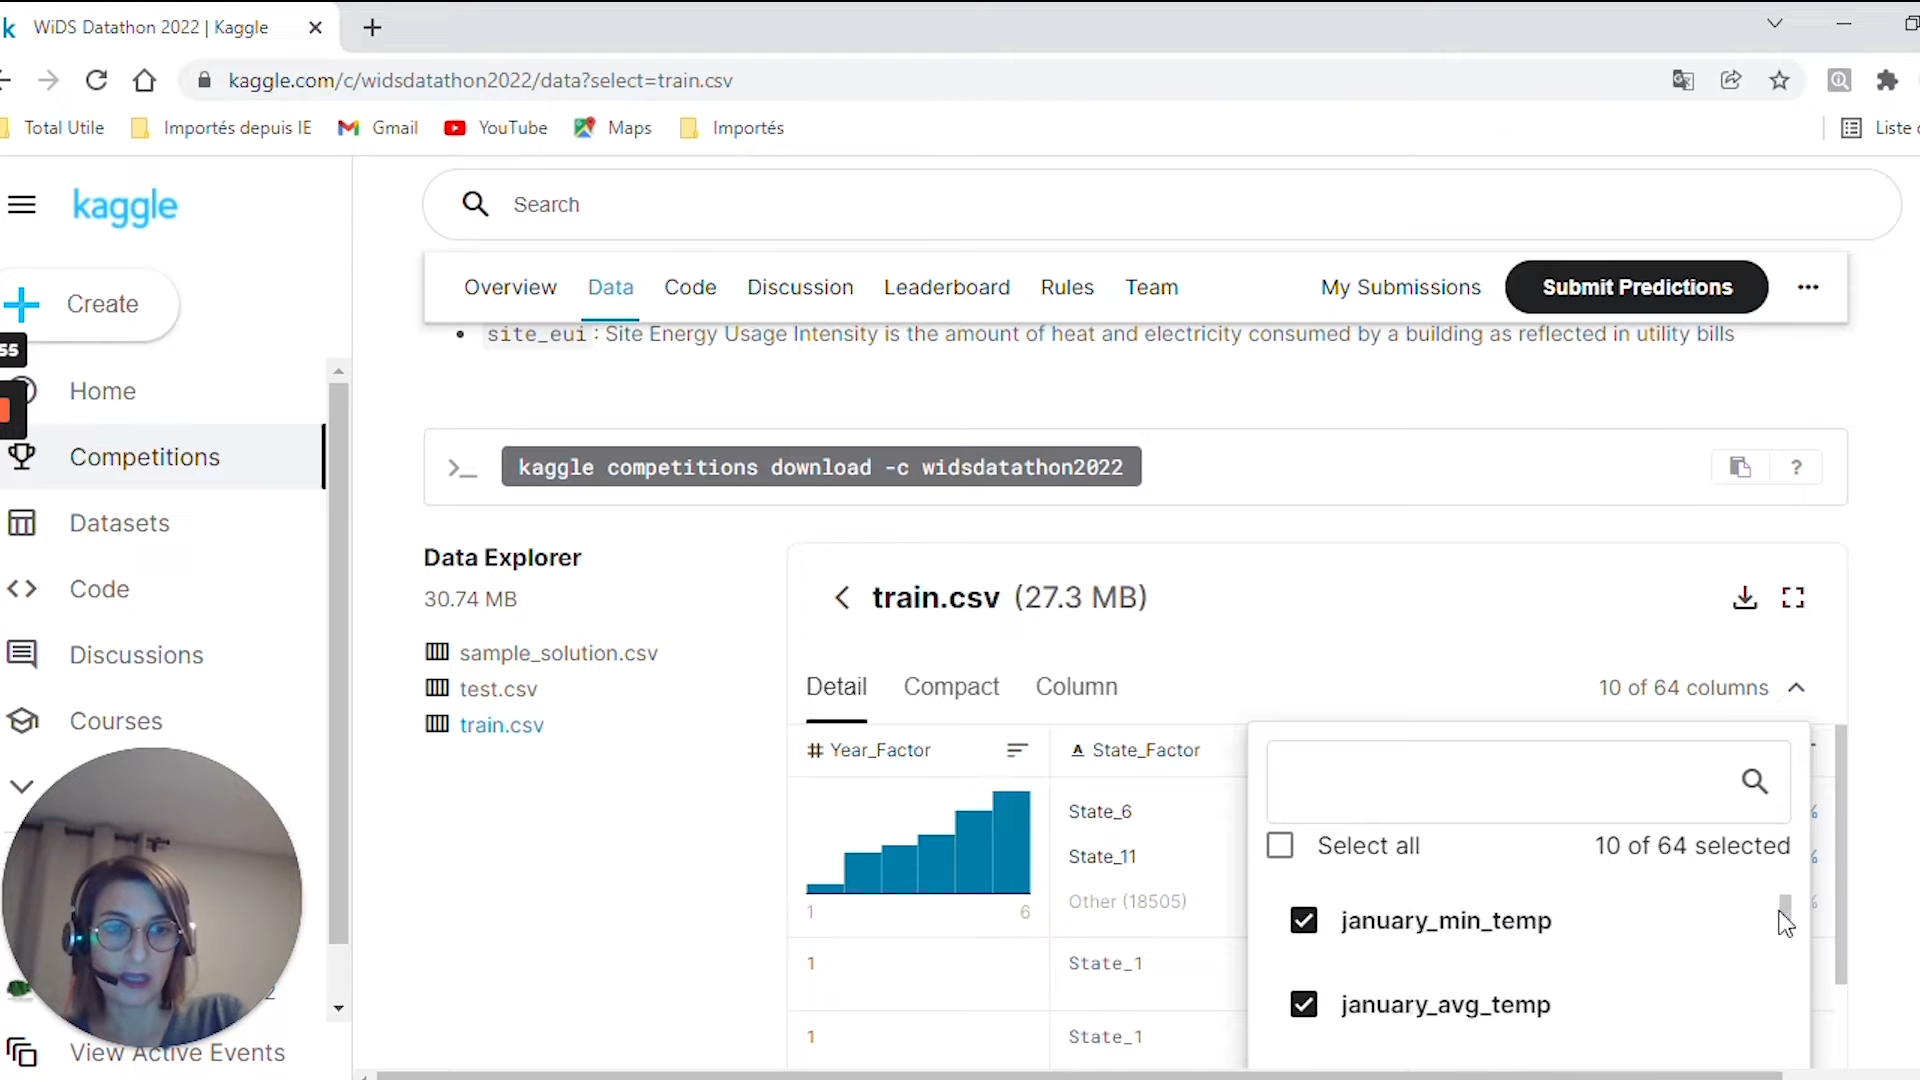 WiDS Datathon 2022 | Kaggle
kaggle.com/c/widsdatathon2022/data?select=train.csv
Total Utile
Importés depuis IE
Gmail
YouTube
Maps
Importés
Liste
kaggle
Search
Create
Overview
Data
Code
Discussion
Leaderboard
Rules
Team
My Submissions
Submit Predictions
site_eui : Site Energy Usage Intensity is the amount of heat and electricity consumed by a building as reflected in utility bills
55
Home
Competitions
Datasets
Code
Discussions
Courses
2
View Active Events
>_ kaggle competitions download -c widsdatathon2022
?
Data Explorer
30.74 MB
sample_solution.csv
test.csv
train.csv
train.csv (27.3 MB)
Detail
Compact
Column
10 of 64 columns
# Year_Factor
A State_Factor
State_6
State_11
Other (18505)
1
6
1
State_1
1
State_1
Select all
10 of 64 selected
january_min_temp
january_avg_temp